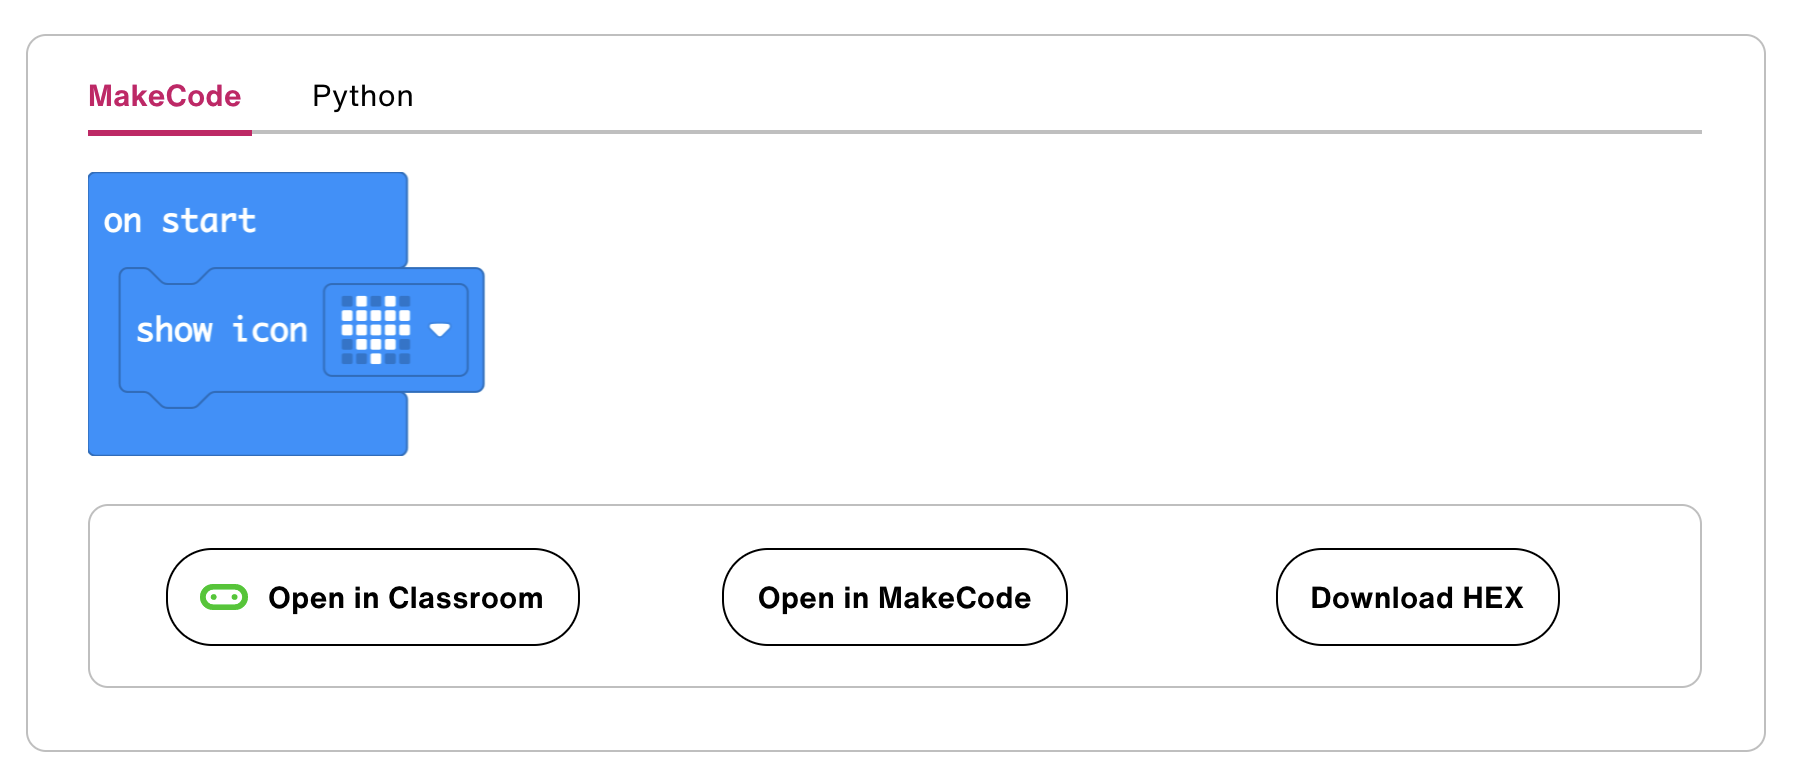 MakeCode Python
on start
show icon
Open in Classroom Open in MakeCode Download HEX